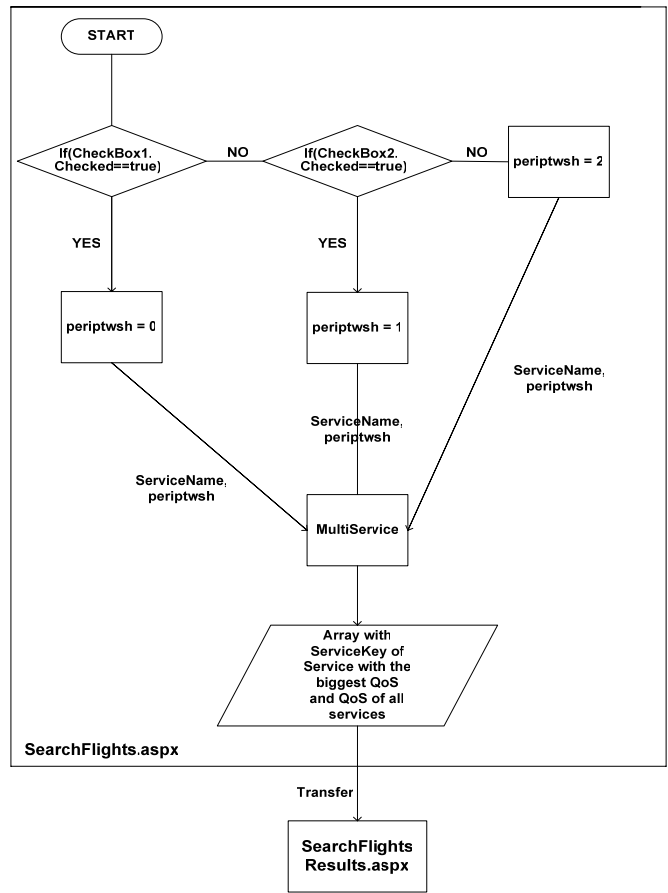 START
If(CheckBox1.
Checked==true)
NO
If(CheckBox2.
Checked==true)
NO
periptwsh = 2
YES
YES
periptwsh = 0
periptwsh = 1
ServiceName,
periptwsh
ServiceName,
periptwsh
ServiceName,
periptwsh
MultiService
Array with
ServiceKey of
Service with the
biggest QoS
and QoS of all
services
SearchFlights.aspx
Transfer
SearchFlights
Results.aspx